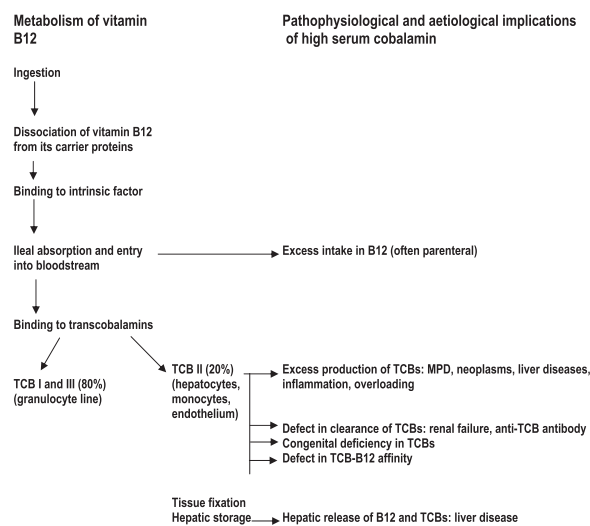 Metabolism of vitamin
B12
Pathophysiological and aetiological implications
of high serum cobalamin
Ingestion
Dissociation of vitamin B12
from its carrier proteins
Binding to intrinsic factor
Ileal absorption and entry
into bloodstream
Excess intake in B12 (often parenteral)
Binding to transcobalamins
TCB I and III (80%)
(granulocyte line)
TCB II (20%)
(hepatocytes,
monocytes,
endothelium)
Excess production of TCBs: MPD, neoplasms, liver diseases,
inflammation, overloading
Defect in clearance of TCBs: renal failure, anti-TCB antibody
Congenital deficiency in TCBs
Defect in TCB-B12 affinity
Tissue fixation
Hepatic storage
Hepatic release of B12 and TCBs: liver disease